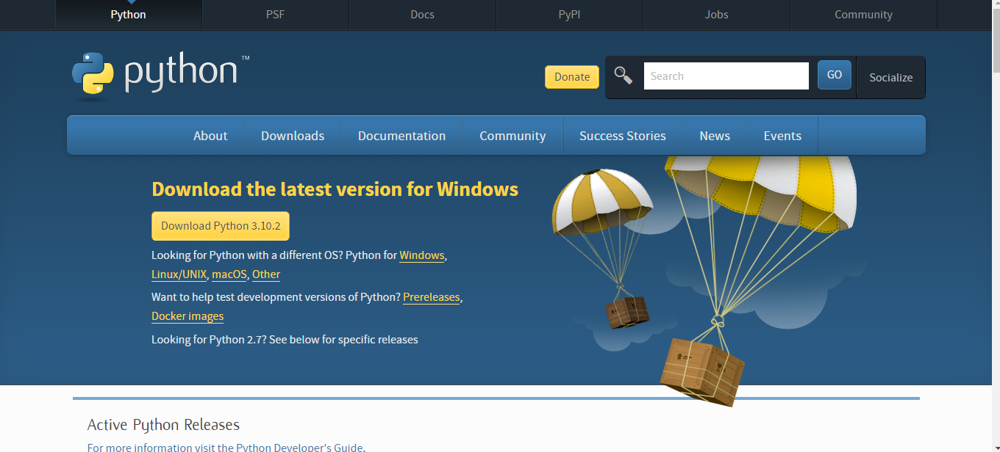 Python PSF Docs PyPI Jobs Community
python™
Donate Search GO Socialize
About Downloads Documentation Community Success Stories News Events
Download the latest version for Windows
Download Python 3.10.2
Looking for Python with a different OS? Python for Windows,
Linux/UNIX, macOS, Other
Want to help test development versions of Python? Prereleases,
Docker images
Looking for Python 2.7? See below for specific releases
Active Python Releases
For more information visit the Python Developer's Guide.